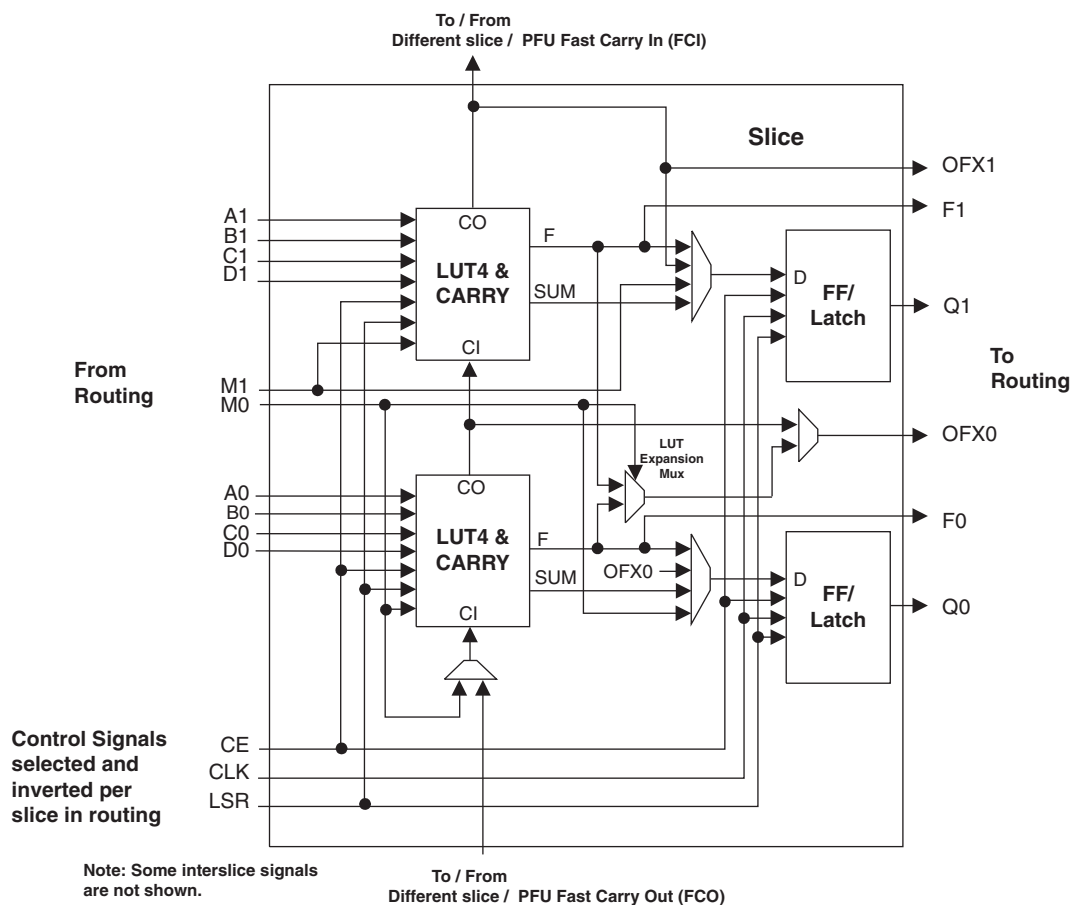 To / From
Different slice / PFU Fast Carry In (FCI)
Slice
OFX1
F1
A1
B1
C1
D1
CO
LUT4 &
CARRY
CI
F
SUM
D
FF/
Latch
Q1
From
Routing
To
Routing
M1
M0
LUT
Expansion
Mux
OFX0
A0
B0
C0
D0
CO
LUT4 &
CARRY
CI
F
SUM
OFX0
F0
D
FF/
Latch
Q0
Control Signals
selected and
inverted per
slice in routing
CE
CLK
LSR
Note: Some interslice signals
are not shown.
To / From
Different slice / PFU Fast Carry Out (FCO)